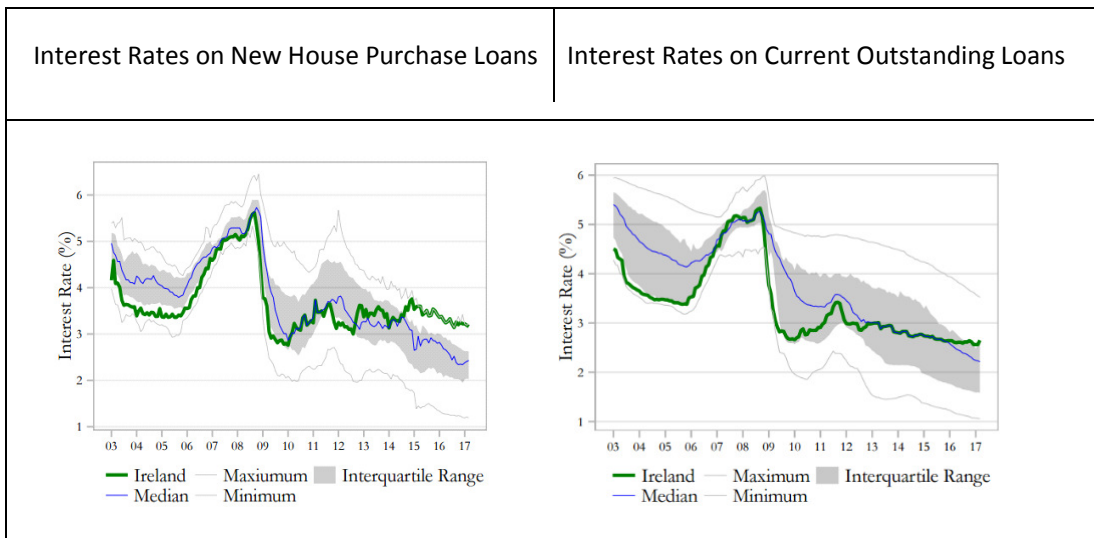 Interest Rates on New House Purchase Loans
Interest Rates on Current Outstanding Loans
Interest Rate (%)
6
5
4
3
2
1
03 04 05 06 07 08 09 10 11 12 13 14 15 16 17
Ireland Maxiumum Interquartile Range
Median Minimum
Interest Rate (%)
6
5
4
3
2
1
03 04 05 06 07 08 09 10 11 12 13 14 15 16 17
Ireland Maximum Interquartile Range
Median Minimum